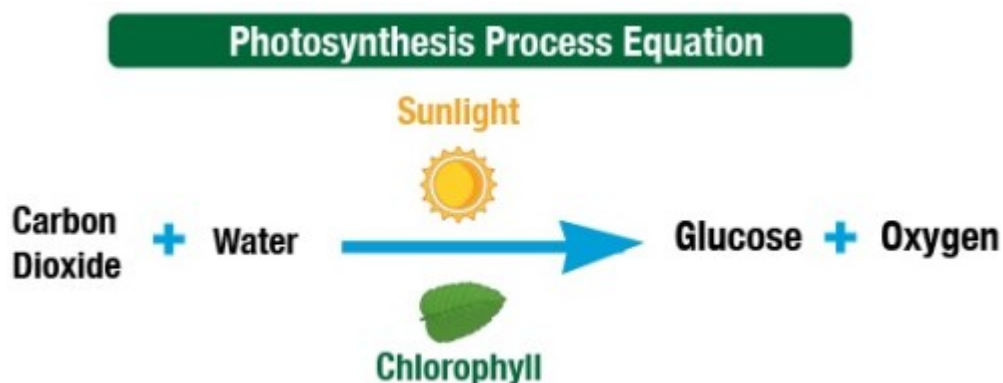 Photosynthesis Process Equation
Sunlight
Carbon
Dioxide
+ Water
Glucose + Oxygen
Chlorophyll